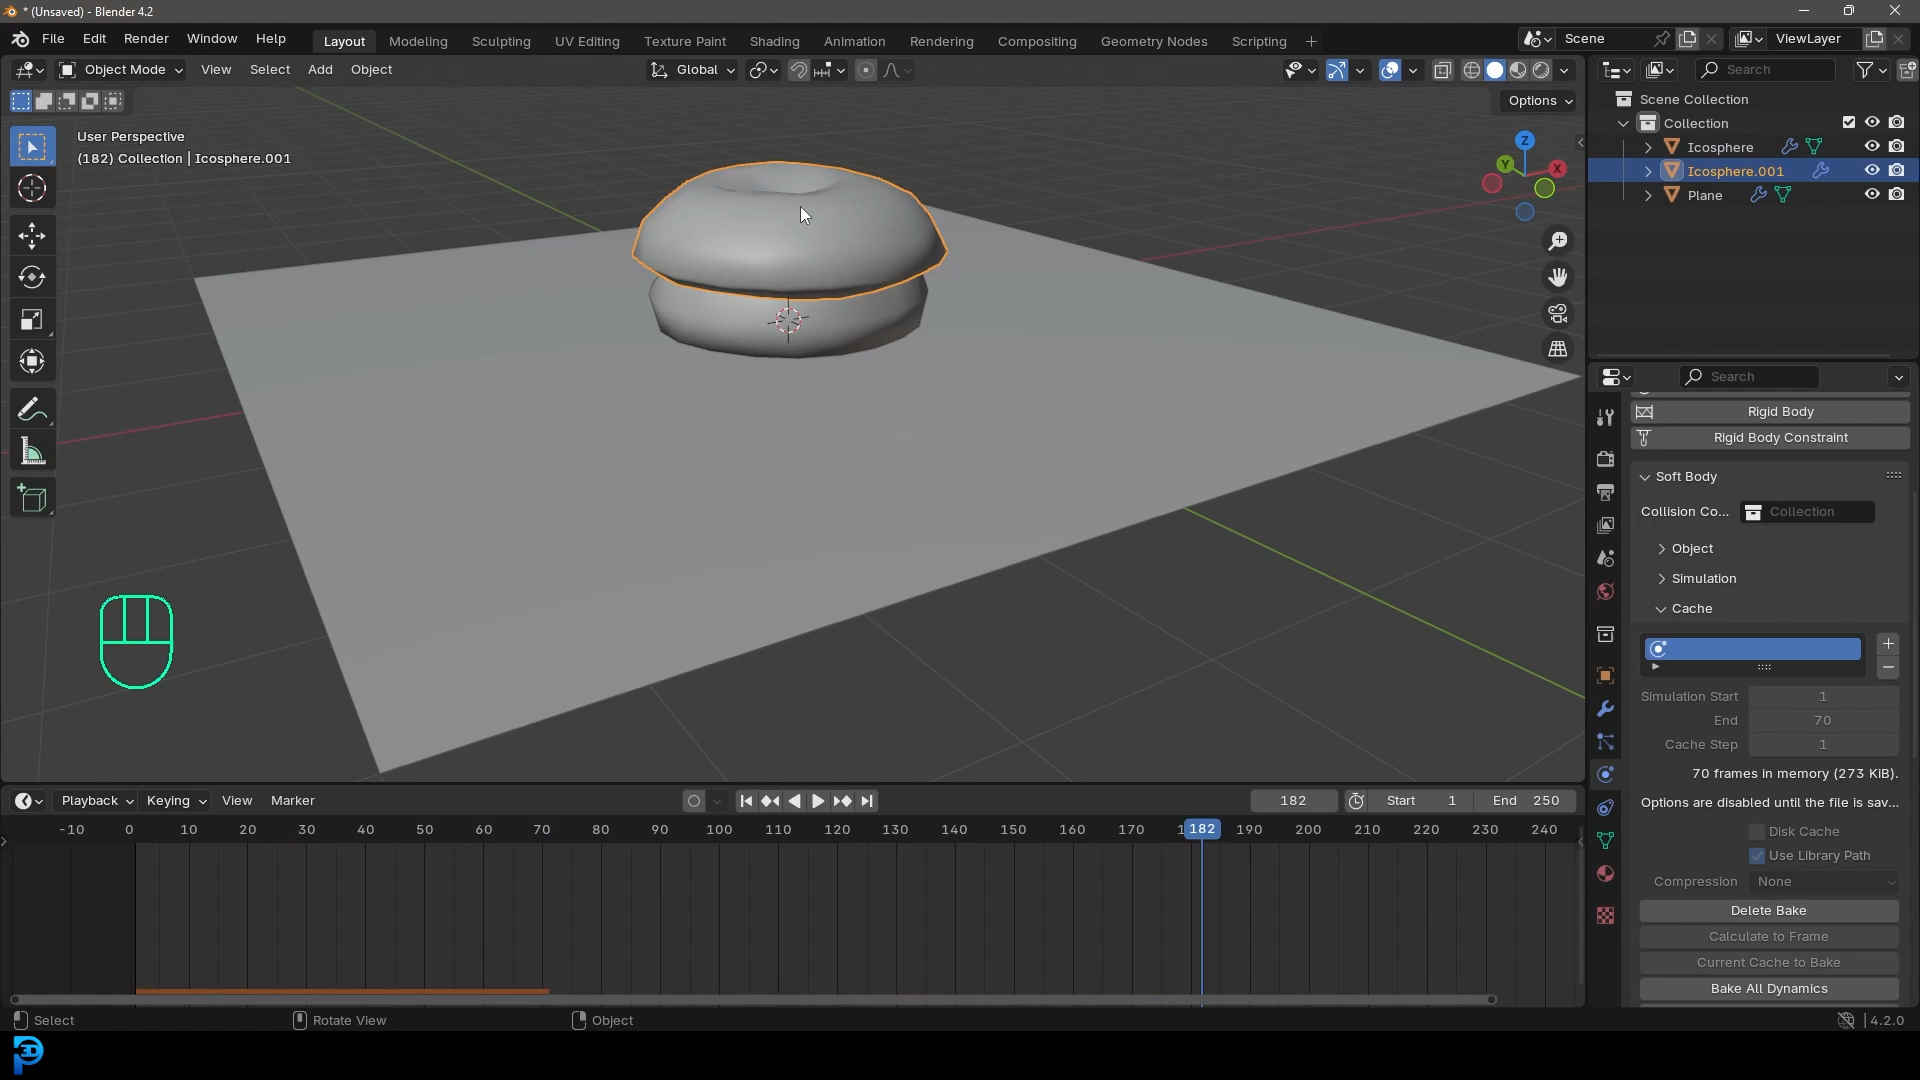 * (Unsaved) - Blender 4.2
File Edit Render Window Help Layout Modeling Sculpting UV Editing Texture Paint Shading Animation Rendering Compositing Geometry Nodes Scripting + Scene ViewLayer
Object Mode View Select Add Object Global Search
Options
Scene Collection
Collection
Icosphere
Icosphere.001
Plane
User Perspective
(182) Collection | Icosphere.001
Z
Y
X
Search
Rigid Body
Rigid Body Constraint
Soft Body
Collision Co... Collection
Object
Simulation
Cache
Simulation Start 1
End 70
Cache Step 1
70 frames in memory (273 KiB).
Options are disabled until the file is sav...
Disk Cache
Use Library Path
Compression None
Delete Bake
Calculate to Frame
Current Cache to Bake
Bake All Dynamics
Playback Keying View Marker 182 Start 1 End 250
-10 0 10 20 30 40 50 60 70 80 90 100 110 120 130 140 150 160 170 1 182 190 200 210 220 230 240
Select Rotate View Object 4.2.0